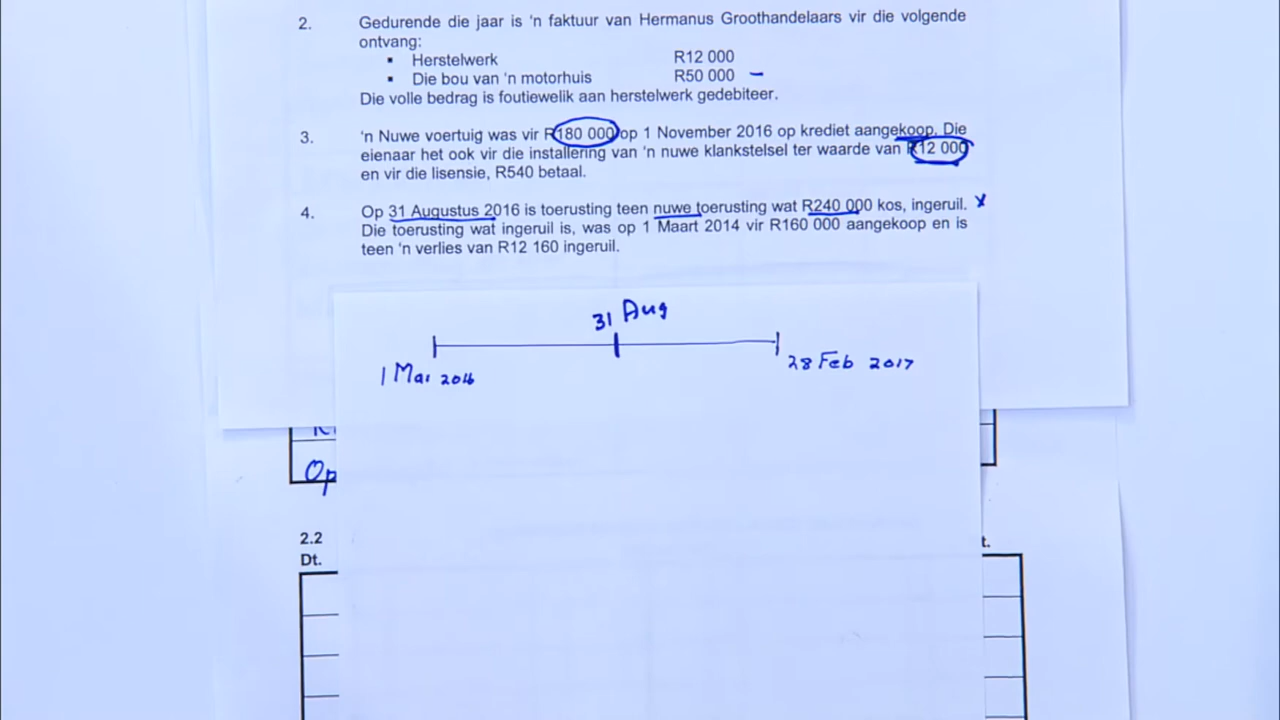 2. Gedurende die jaar is 'n faktuur van Hermanus Groothandelaars vir die volgende
ontvang:
▪ Herstelwerk R12 000
▪ Die bou van 'n motorhuis R50 000
Die volle bedrag is foutiewelik aan herstelwerk gedebiteer.
3. 'n Nuwe voertuig was vir R180 000 op 1 November 2016 op krediet aangekoop. Die
eienaar het ook vir die installering van 'n nuwe klankstelsel ter waarde van R12 000
en vir die lisensie, R540 betaal.
4. Op 31 Augustus 2016 is toerusting teen nuwe toerusting wat R240 000 kos, ingeruil. x
Die toerusting wat ingeruil is, was op 1 Maart 2014 vir R160 000 aangekoop en is
teen 'n verlies van R12 160 ingeruil.
31 Aug
1 Mar 2016
28 Feb 2017
Op
2.2
Dt.
t.